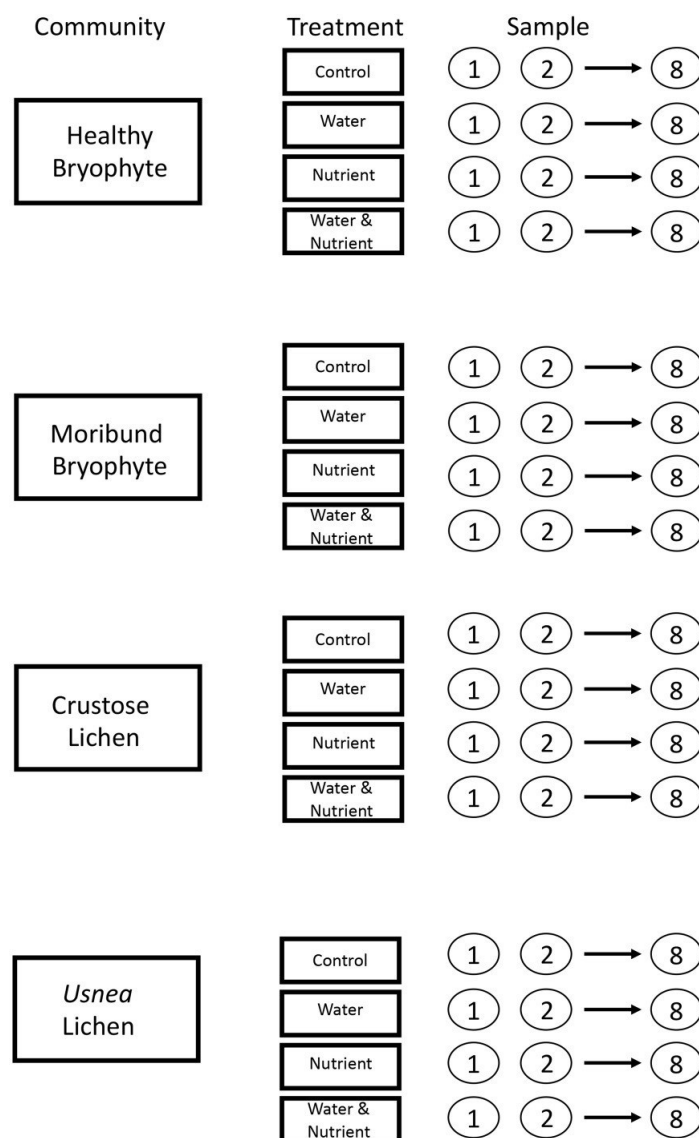 Community Treatment Sample
Control 1 2 8
Healthy
Bryophyte
Water 1 2 8
Nutrient 1 2 8
Water &
Nutrient
1 2 8
Control 1 2 8
Moribund
Bryophyte
Water 1 2 8
Nutrient 1 2 8
Water &
Nutrient
1 2 8
Control 1 2 8
Crustose
Lichen
Water 1 2 8
Nutrient 1 2 8
Water &
Nutrient
1 2 8
Control 1 2 8
Usnea
Lichen
Water 1 2 8
Nutrient 1 2 8
Water &
Nutrient
1 2 8